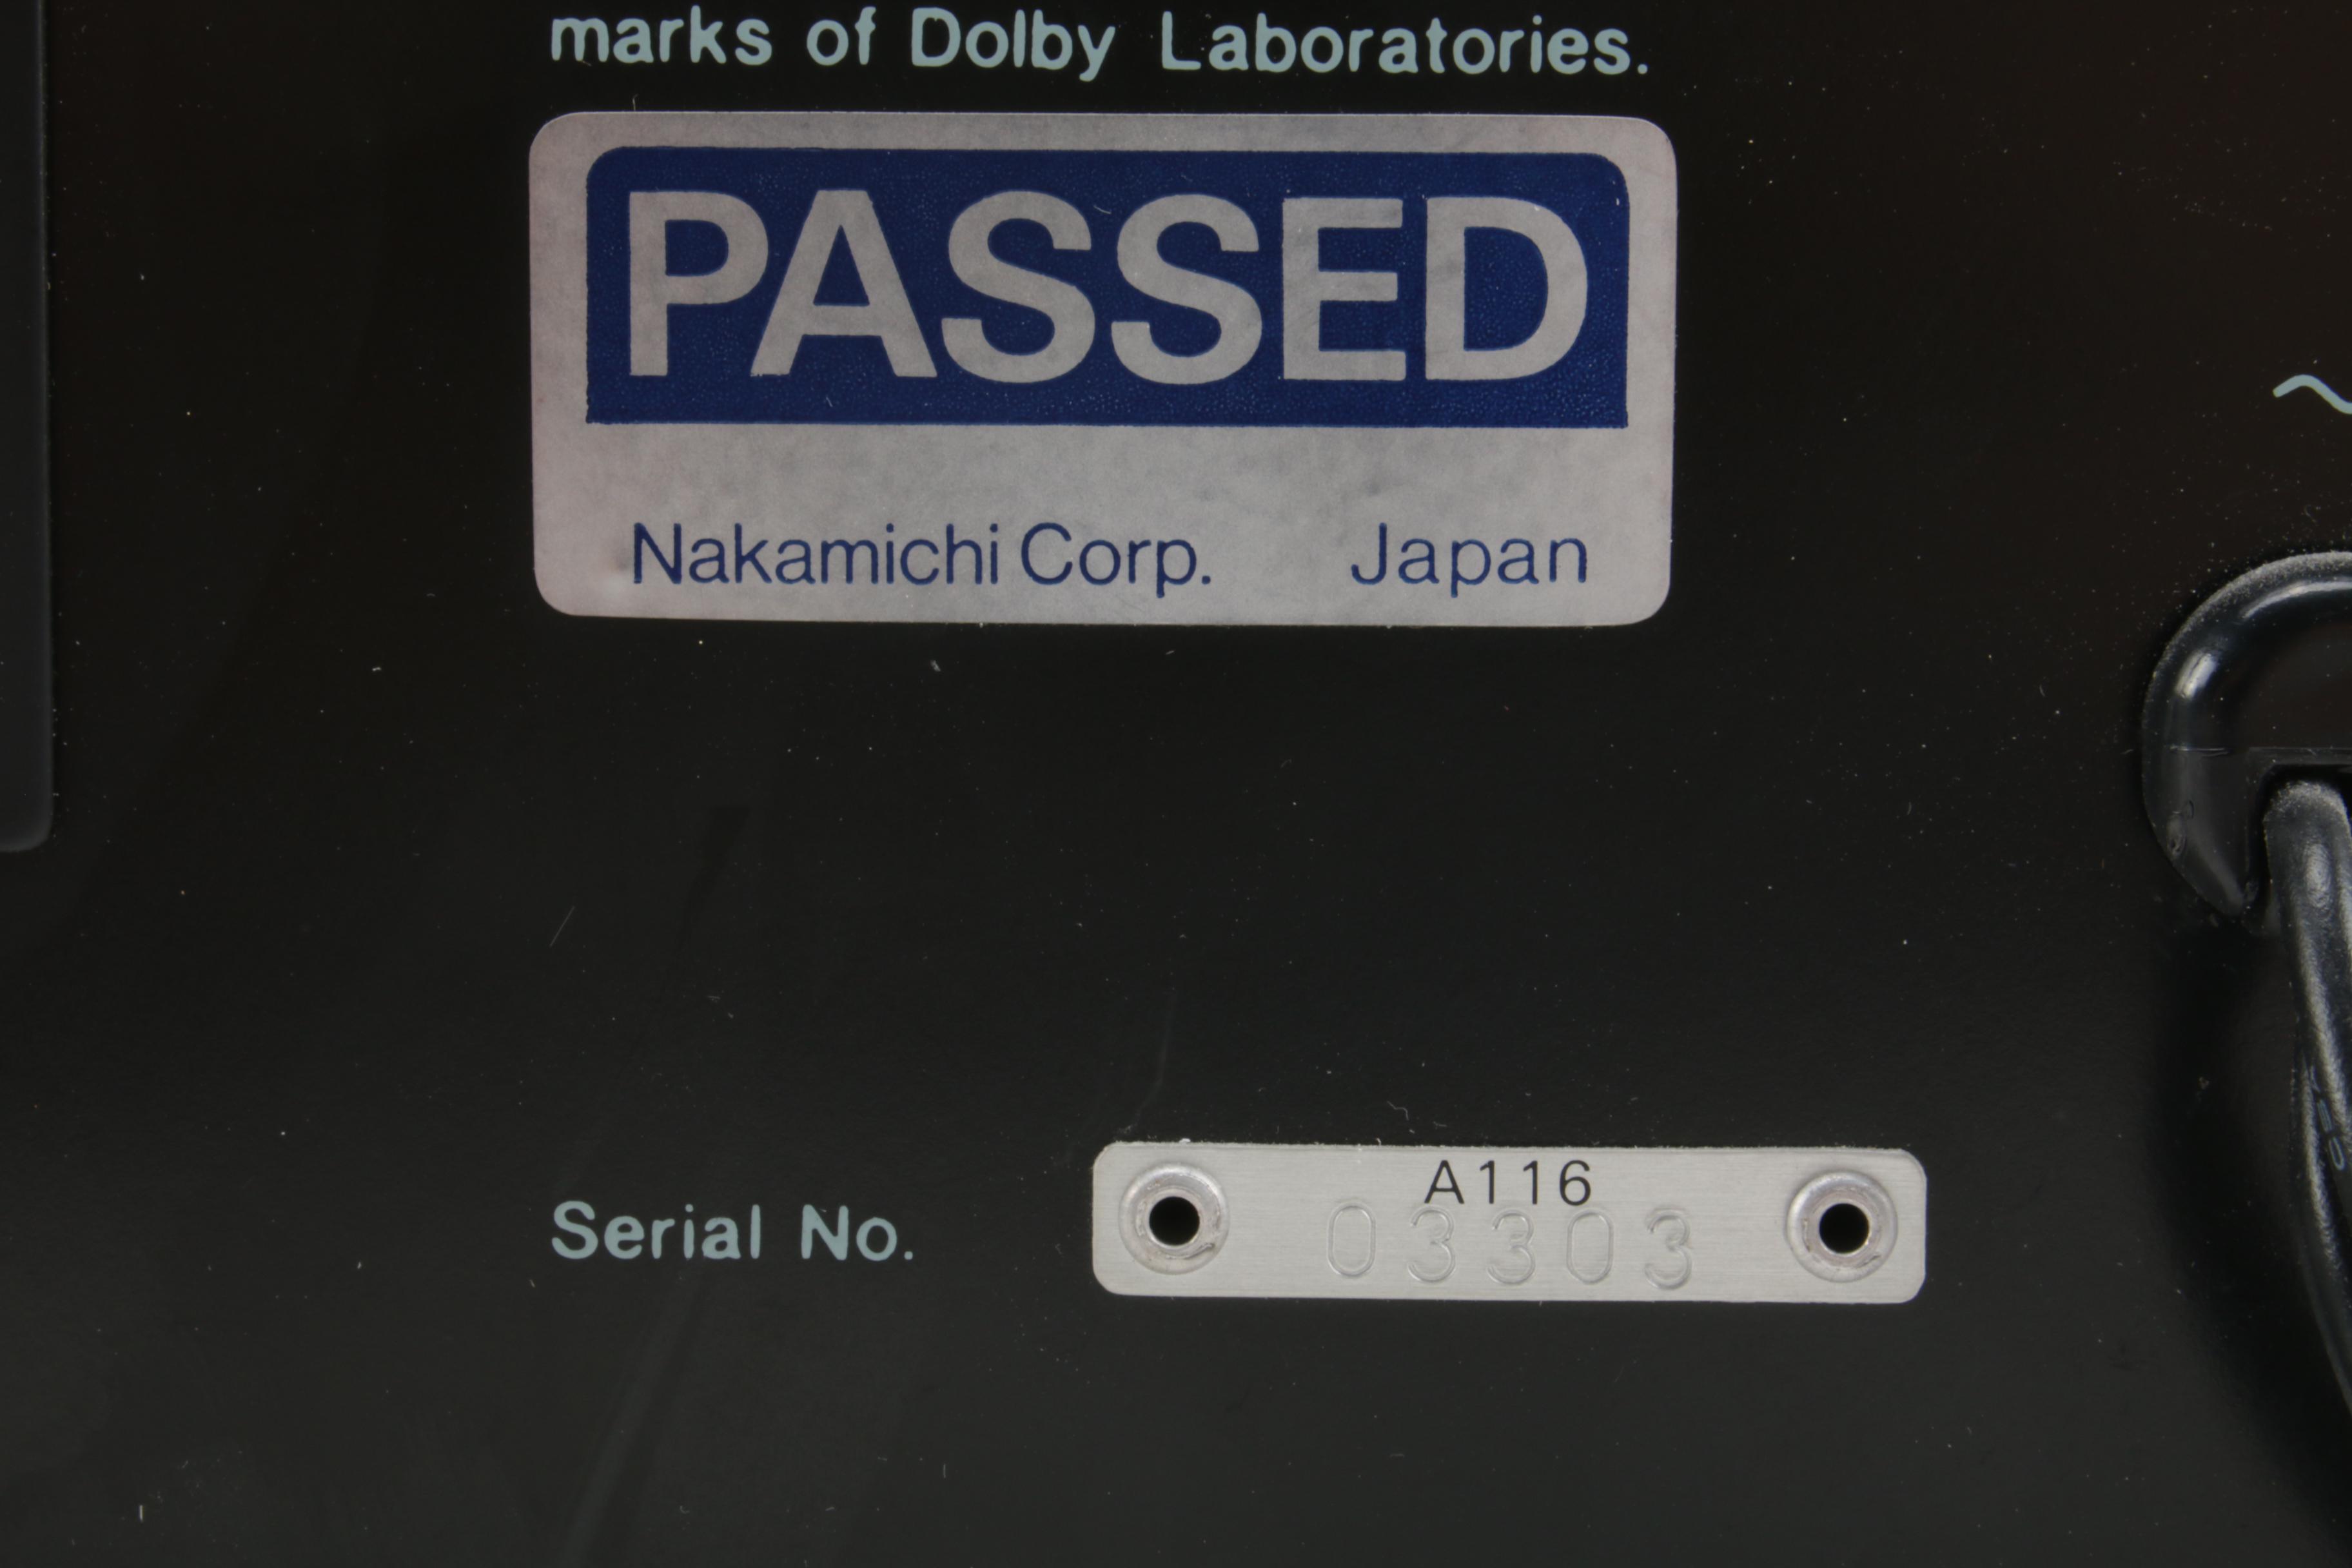 marks of Dolby Laboratories.
PASSED
Nakamichi Corp. Japan
~
A116
Serial No. 03303